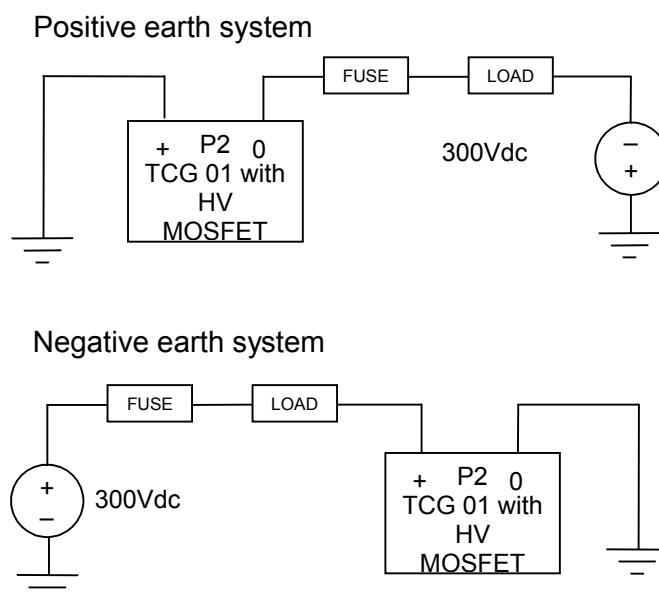 Positive earth system
FUSE
LOAD
+ P2 0
TCG 01 with
HV
MOSFET
300Vdc
−
+
Negative earth system
FUSE
LOAD
+
−
300Vdc
+ P2 0
TCG 01 with
HV
MOSFET